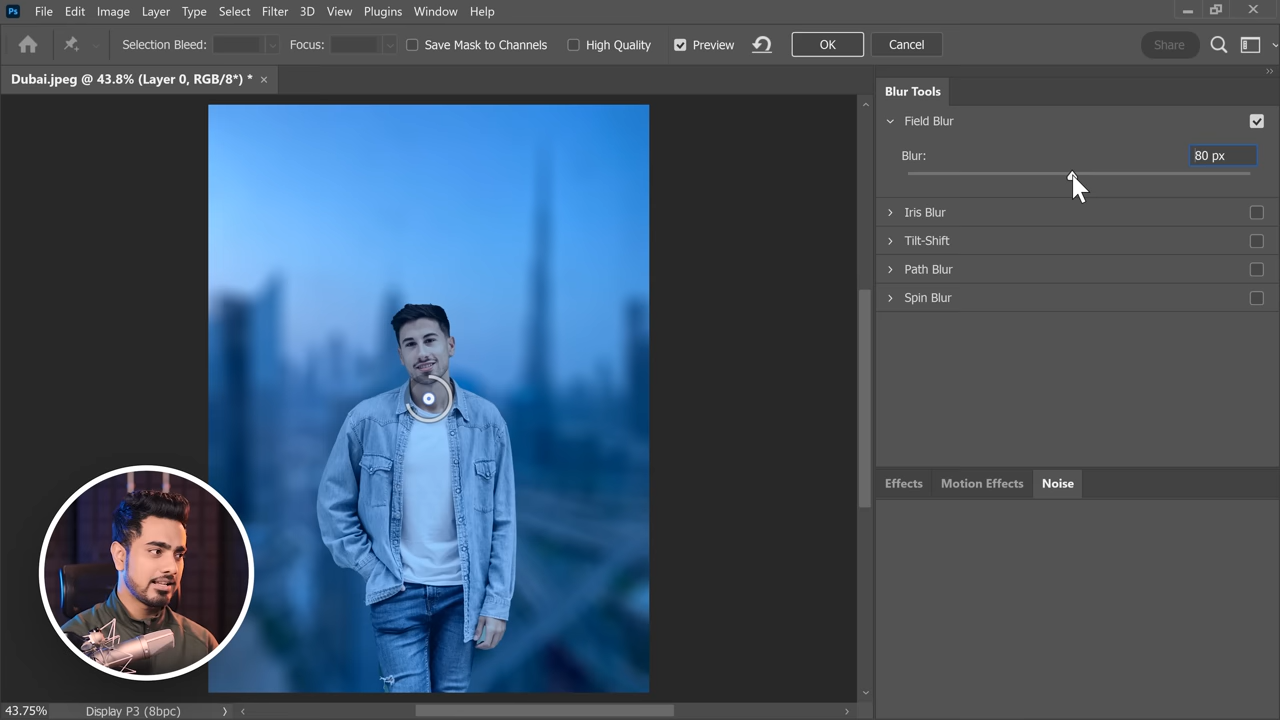 Ps File Edit Image Layer Type Select Filter 3D View Plugins Window Help
Selection Bleed: Focus: Save Mask to Channels High Quality Preview OK Cancel Share
Dubai.jpeg @ 43.8% (Layer 0, RGB/8*) * ×
Blur Tools
Field Blur
Blur: 80 px
Iris Blur
Tilt-Shift
Path Blur
Spin Blur
Effects Motion Effects Noise
43.75% Display P3 (8bpc)